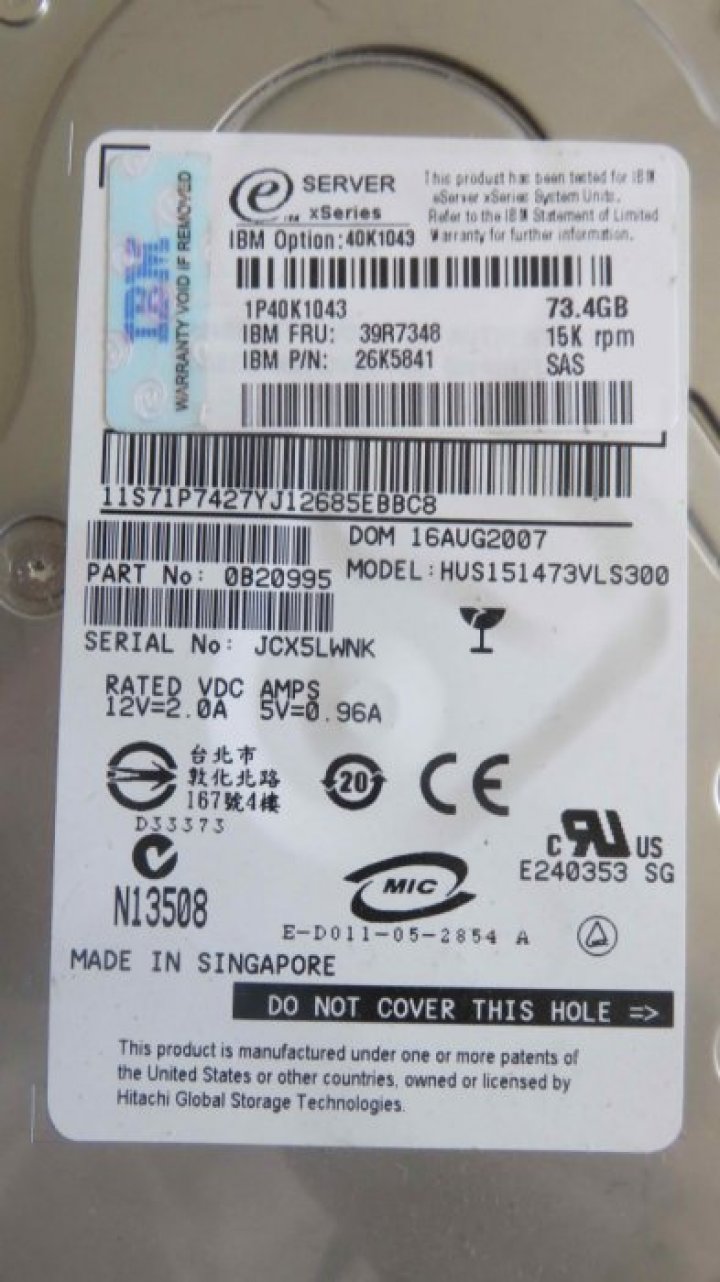 IBM
WARRANTY VOID IF REMOVED
e SERVER
xSeries
This product has been tested for IBM
eServer xSeries System Units.
Refer to the IBM Statement of Limited
Warranty for further information.
IBM Option:40K1043
1P40K1043
73.4GB
IBM FRU: 39R7348
15K rpm
IBM P/N: 26K5841
SAS
11S71P7427YJ12685EBBC8
DOM 16AUG2007
PART No: 0B20995
MODEL:HUS151473VLS300
SERIAL No: JCX5LWNK
RATED VDC AMPS
12V=2.0A 5V=0.96A
台北市
敦化北路
167號4樓
D33373
20
CE
C RU US
E240353 SG
N13508
MIC
E-D011-05-2854 A
MADE IN SINGAPORE
DO NOT COVER THIS HOLE =>
This product is manufactured under one or more patents of
the United States or other countries, owned or licensed by
Hitachi Global Storage Technologies.